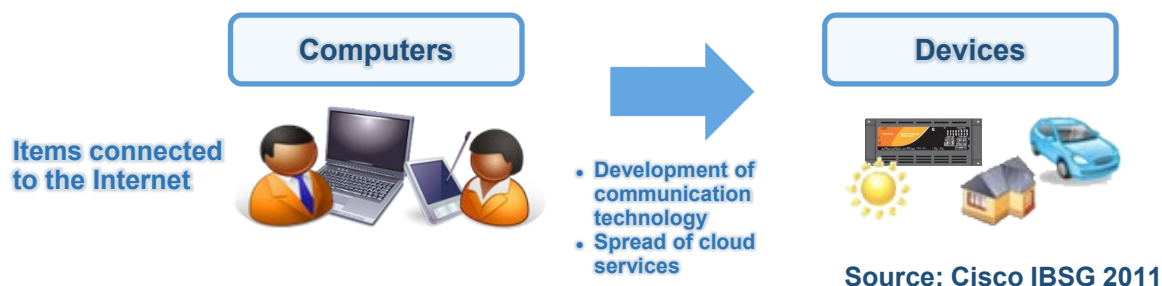 Computers
Devices
Items connected
to the Internet
• Development of
communication
technology
• Spread of cloud
services
Source: Cisco IBSG 2011